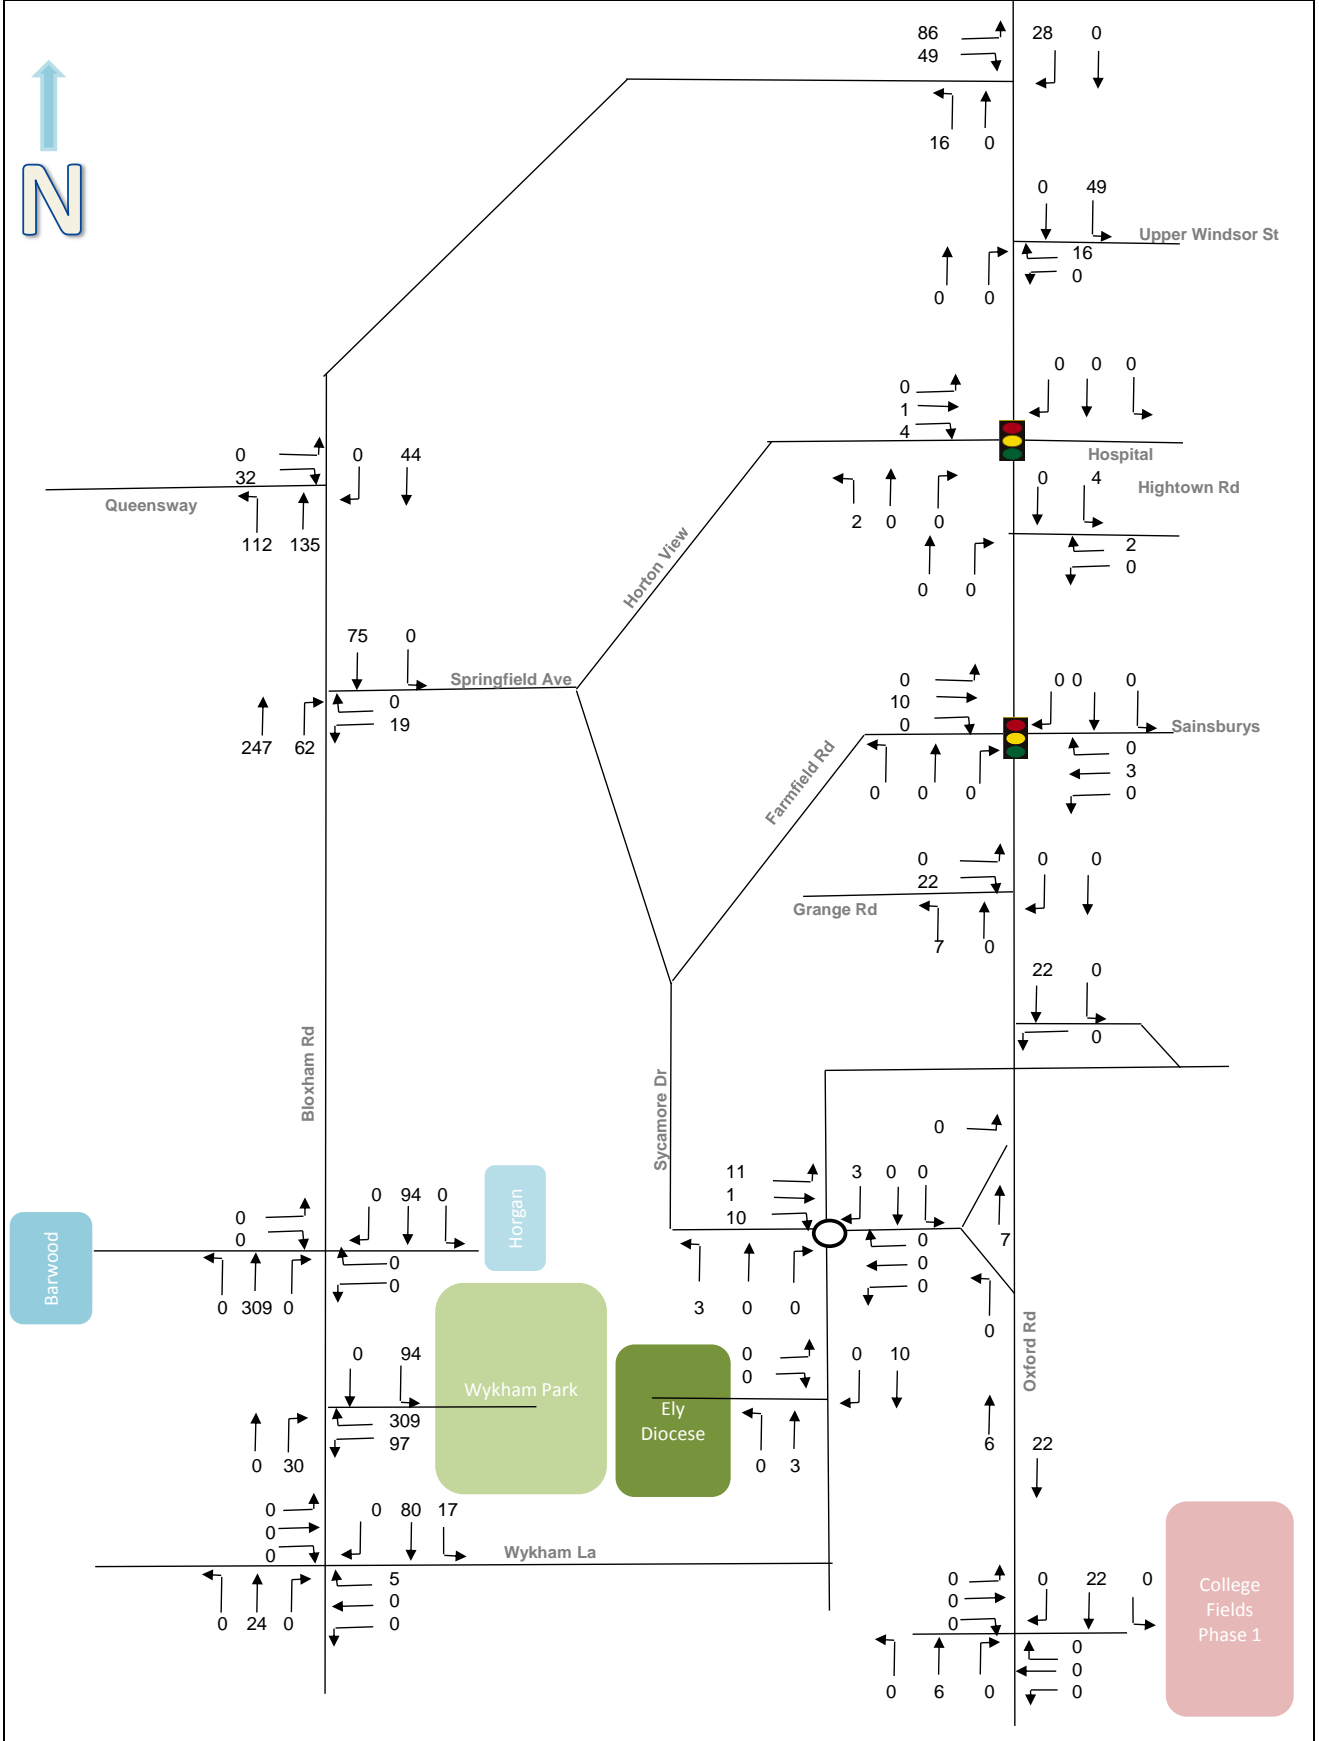 86 28 0
49
16 0
N
0 49
Upper Windsor St
16
0
0 0
0 0 0
0
1
4
Hospital
0 0 44
32
Queensway
112 135
0 4
Hightown Rd
2 0 0
2
0
0 0
Horton View
75 0
Springfield Ave
0
19
247 62
0 0 0 0
10
0
Sainsburys
0
3
0
0 0 0
Farmfield Rd
0 0 0
22
Grange Rd
7 0
22 0
0
Bloxham Rd
Sycamore Dr
0
11 3 0 0
1
10
0
0
0
7
3 0 0
0
0 94 0
0
0
Horgan
Barwood
0
0
0 309 0
Oxford Rd
0 94
Wykham Park
309
97
0 30
0 0 10
0
Ely
Diocese
0 3
6 22
0 0 80 17
0
0
Wykham La
5
0
0
0 24 0
0 0 22 0
0
0
College
Fields
Phase 1
0
0
0
0 6 0